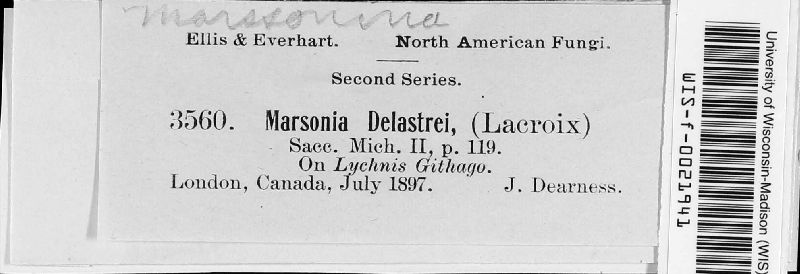 Marssonina
Ellis & Everhart. North American Fungi.
Second Series.
3560. Marsonia Delastrei, (Lacroix)
Sacc. Mich. II, p. 119.
On Lychnis Githago.
London, Canada, July 1897. J. Dearness.
University of Wisconsin-Madison (WIS)
WIS-f-0021941